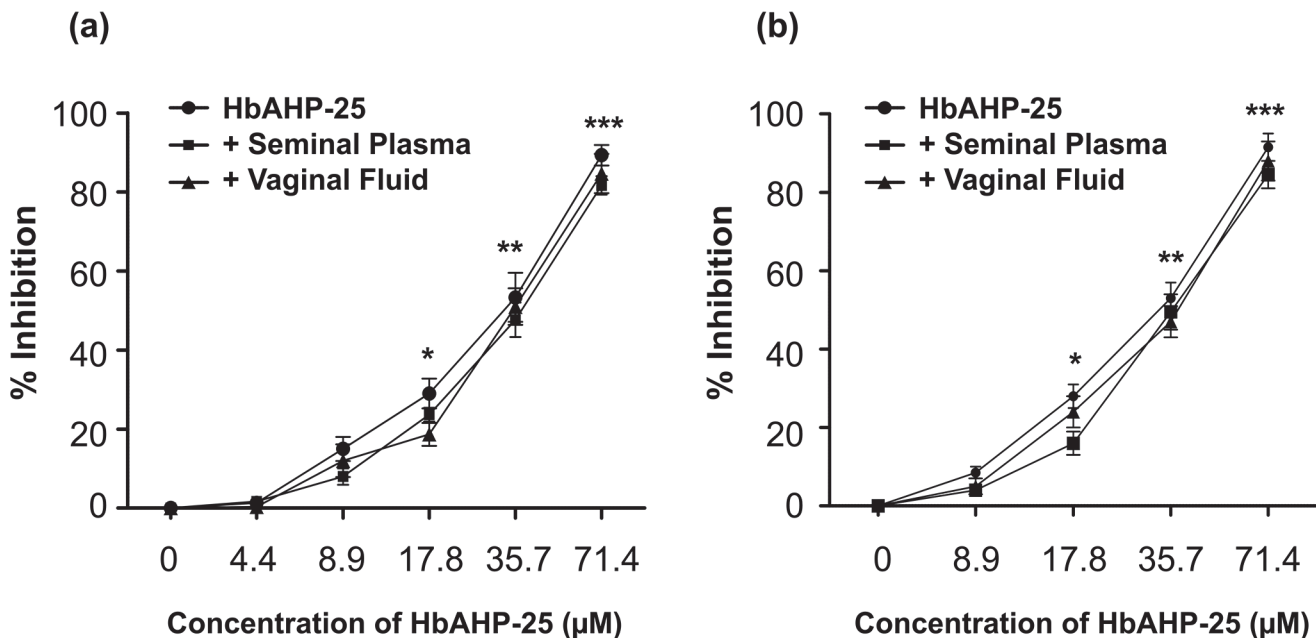 (a)
100
80
60
40
20
0
% Inhibition
HbAHP-25
+ Seminal Plasma
+ Vaginal Fluid
*
**
***
0 4.4 8.9 17.8 35.7 71.4
Concentration of HbAHP-25 (µM)
(b)
100
80
60
40
20
0
% Inhibition
HbAHP-25
+ Seminal Plasma
+ Vaginal Fluid
*
**
***
0 8.9 17.8 35.7 71.4
Concentration of HbAHP-25 (µM)